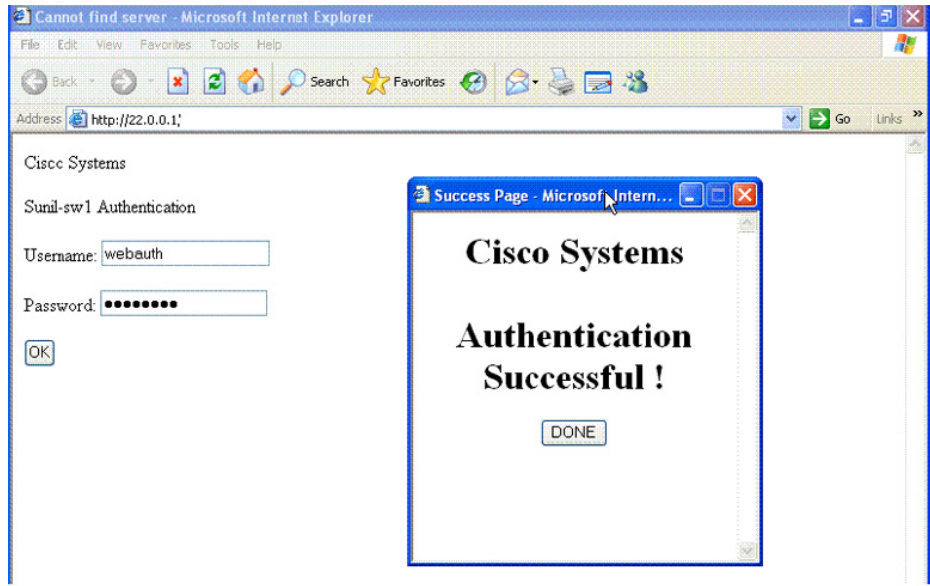 Cannot find server - Microsoft Internet Explorer
File Edit View Favorites Tools Help
Back Search Favorites
Address http://22.0.0.1; Go Links »
Ciscc Systems
Sunil-sw1 Authentication
Username: webauth
Password: ●●●●●●●●
OK
Success Page - Microsoft Intern...
Cisco Systems
Authentication
Successful !
DONE